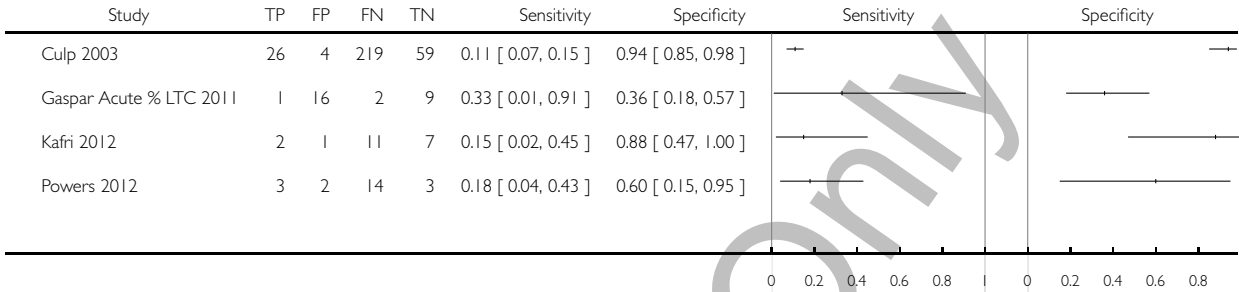 Study TP FP FN TN Sensitivity Specificity Sensitivity Specificity
Culp 2003 26 4 219 59 0.11 [ 0.07, 0.15 ] 0.94 [ 0.85, 0.98 ]
Gaspar Acute % LTC 2011 1 16 2 9 0.33 [ 0.01, 0.91 ] 0.36 [ 0.18, 0.57 ]
Kafri 2012 2 1 11 7 0.15 [ 0.02, 0.45 ] 0.88 [ 0.47, 1.00 ]
Powers 2012 3 2 14 3 0.18 [ 0.04, 0.43 ] 0.60 [ 0.15, 0.95 ]
0 0.2 0.4 0.6 0.8 1 0 0.2 0.4 0.6 0.8
Only